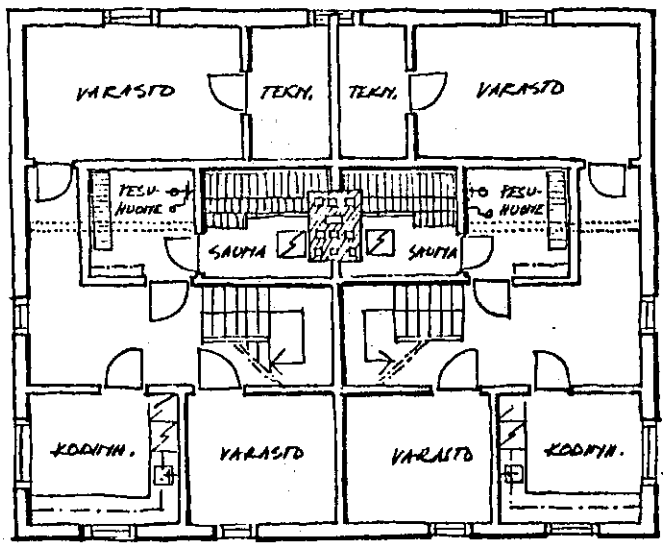 VARASTO
TEKN.
TEKN.
VARASTO
PESU-
HUONE
PESU-
HUONE
SAUNA
SAUNA
KODINH.
VARASTO
VARASTO
KODINH.